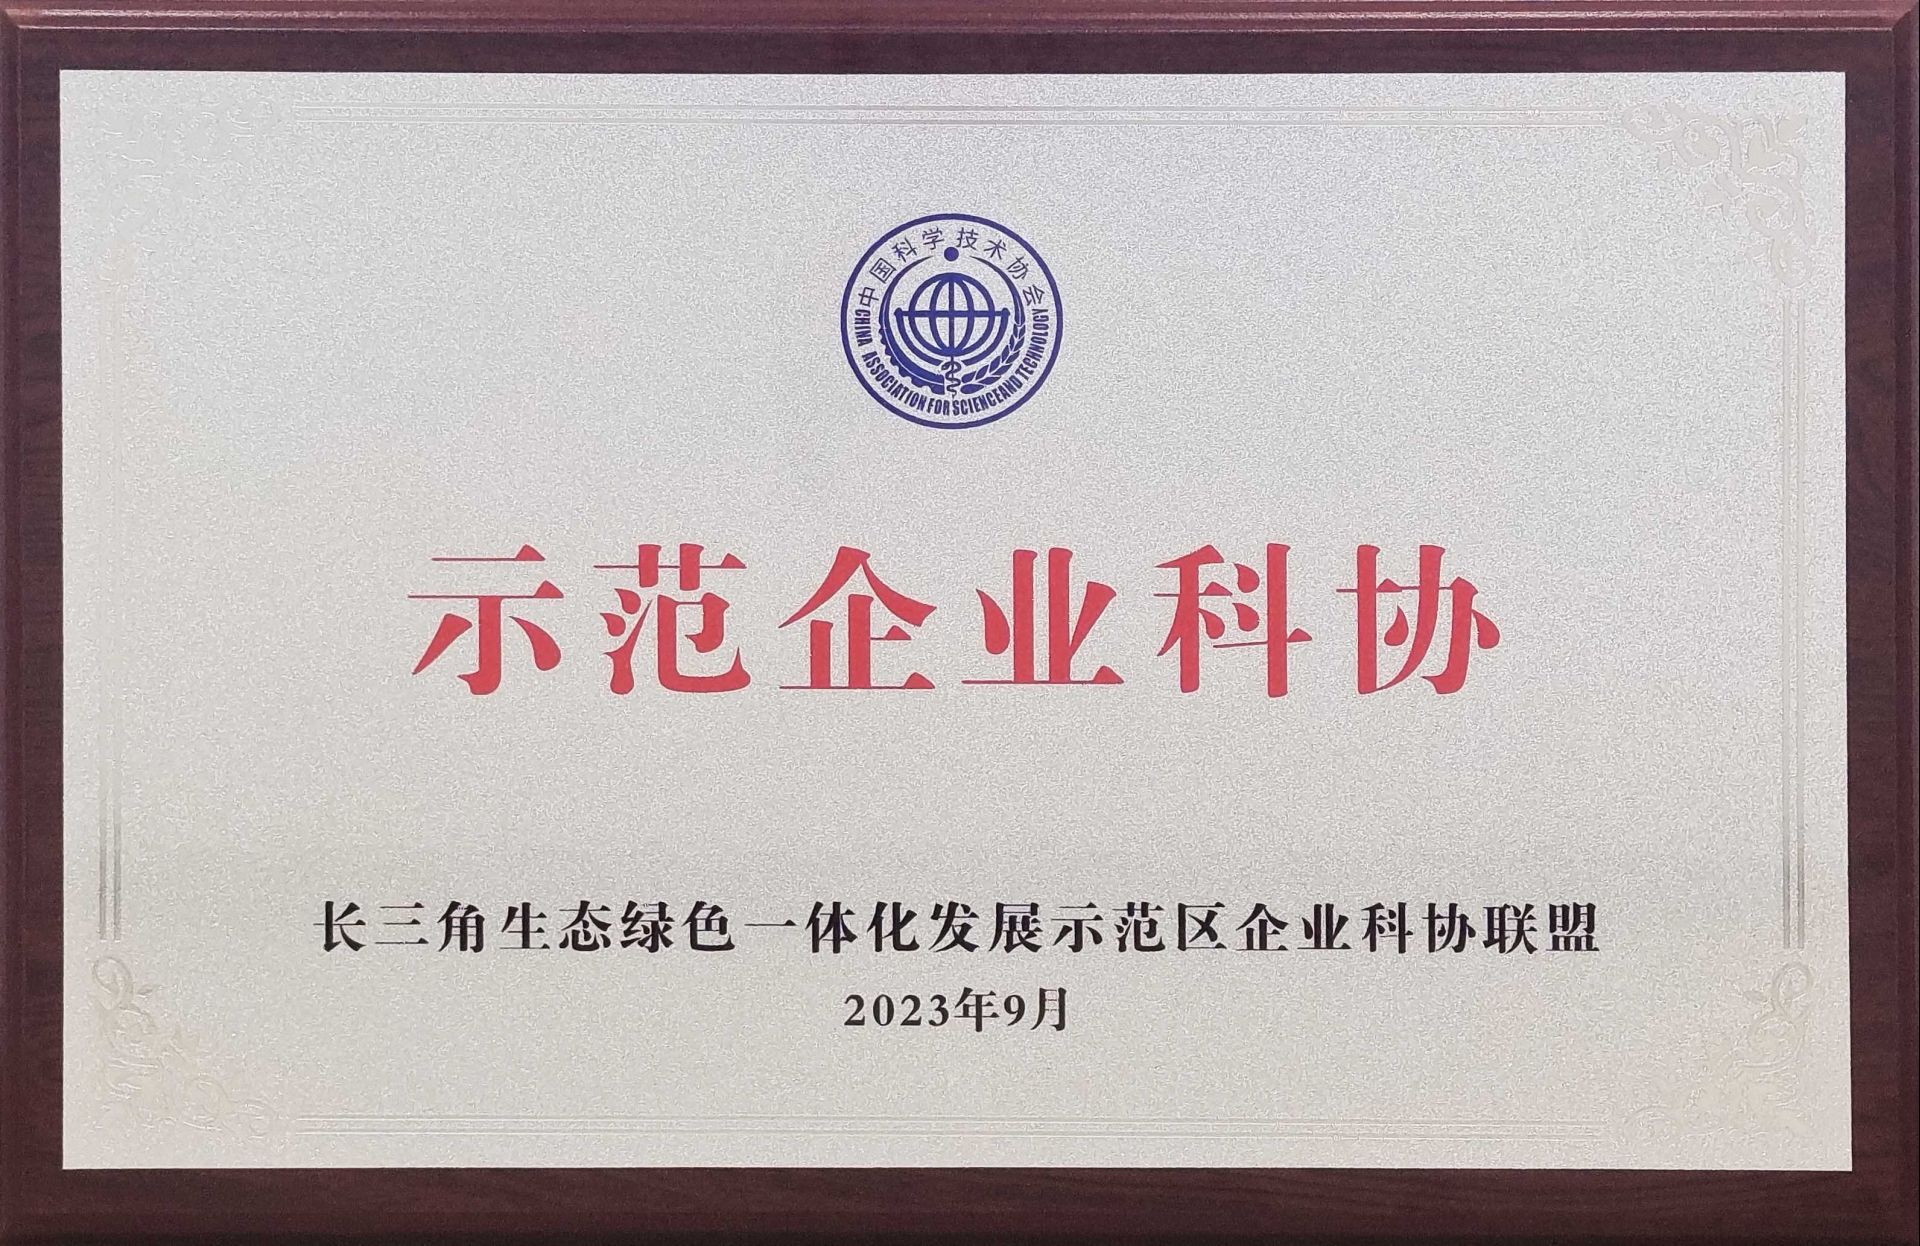 中国科学技术协会
CHINA ASSOCIATION FOR SCIENCE AND TECHNOLOGY
示范企业科协
长三角生态绿色一体化发展示范区企业科协联盟
2023年9月